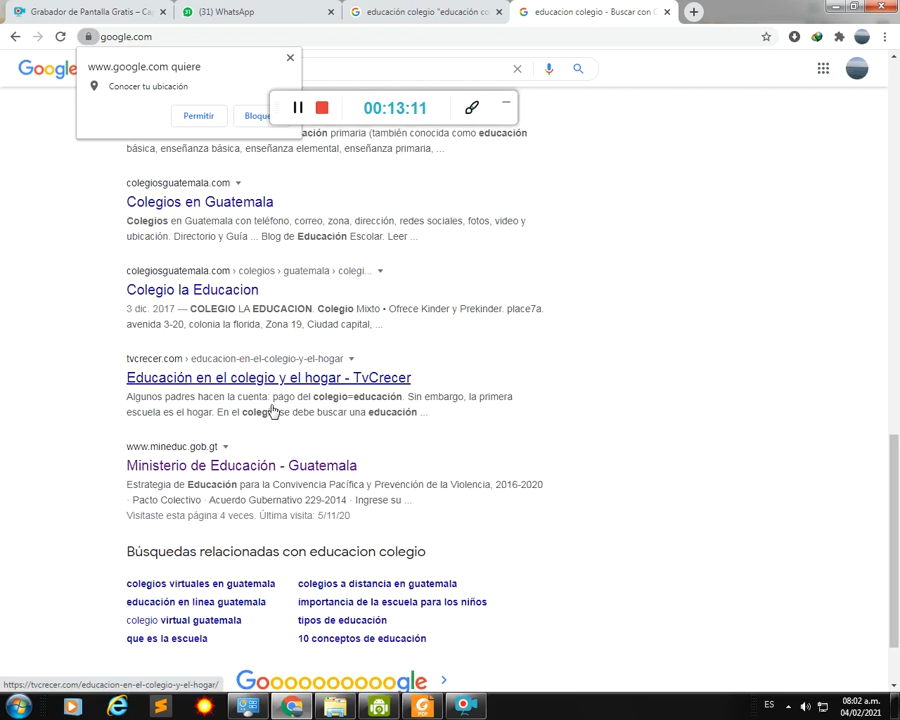 Grabador de Pantalla Gratis – Ca
(31) WhatsApp
educación colegio "educación co
educacion colegio - Buscar con G
google.com
www.google.com quiere
Conocer tu ubicación
Permitir
Bloque
Google
00:13:11
ación primaria (también conocida como educación
básica, enseñanza básica, enseñanza elemental, enseñanza primaria, ...
colegiosguatemala.com
Colegios en Guatemala
Colegios en Guatemala con teléfono, correo, zona, dirección, redes sociales, fotos, video y
ubicación. Directorio y Guía ... Blog de Educación Escolar. Leer ...
colegiosguatemala.com › colegios › guatemala › colegi...
Colegio la Educacion
3 dic. 2017 — COLEGIO LA EDUCACION. Colegio Mixto • Ofrece Kinder y Prekinder. place7a.
avenida 3-20, colonia la florida, Zona 19, Ciudad capital, ...
tvcrecer.com › educacion-en-el-colegio-y-el-hogar
Educación en el colegio y el hogar - TvCrecer
Algunos padres hacen la cuenta: pago del colegio=educación. Sin embargo, la primera
escuela es el hogar. En el colegio se debe buscar una educación ...
www.mineduc.gob.gt
Ministerio de Educación - Guatemala
Estrategia de Educación para la Convivencia Pacífica y Prevención de la Violencia, 2016-2020
· Pacto Colectivo · Acuerdo Gubernativo 229-2014 · Ingrese su ...
Visitaste esta página 4 veces. Última visita: 5/11/20
Búsquedas relacionadas con educacion colegio
colegios virtuales en guatemala
colegios a distancia en guatemala
educación en línea guatemala
importancia de la escuela para los niños
colegio virtual guatemala
tipos de educación
que es la escuela
10 conceptos de educación
Goooooooooogle
https://tvcrecer.com/educacion-en-el-colegio-y-el-hogar/
ES
08:02 a.m.
04/02/2021